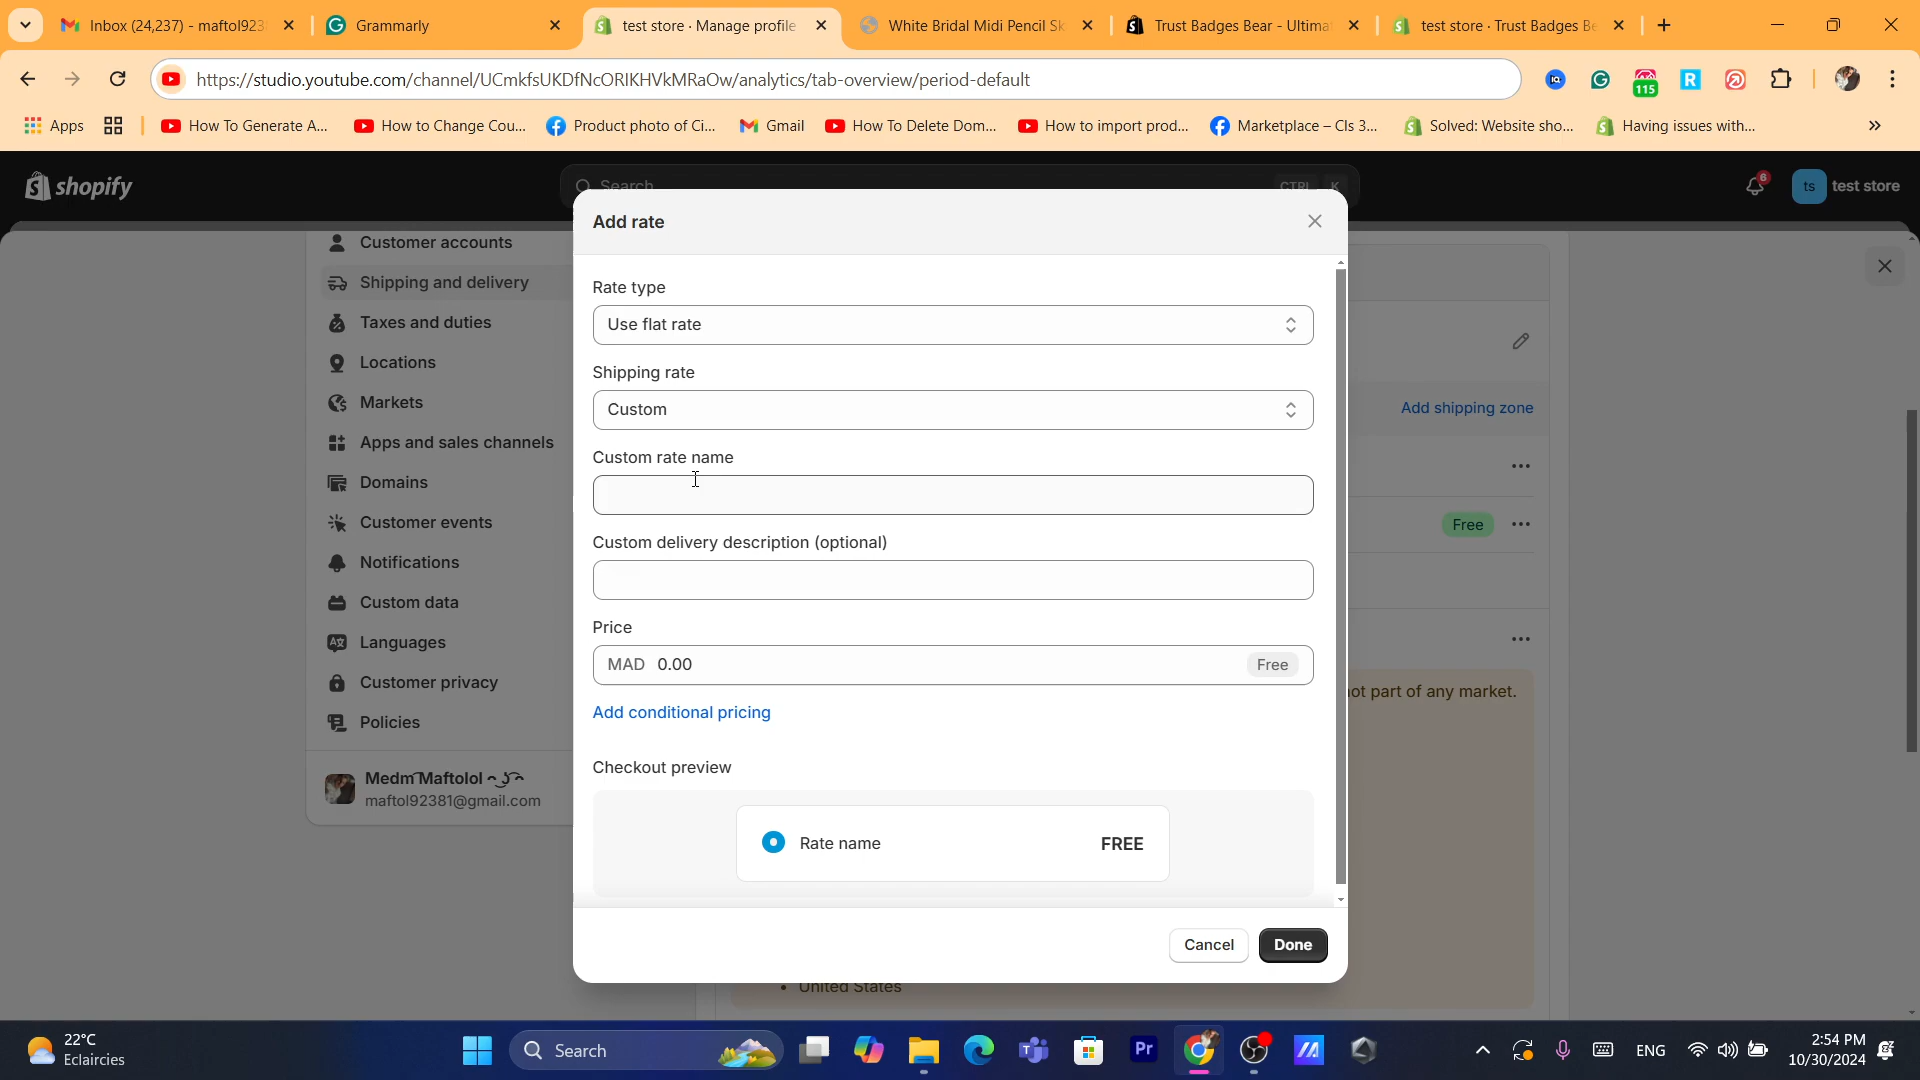 Inbox (24,237) - maftol923
Grammarly
test store · Manage profile
White Bridal Midi Pencil Sk
Trust Badges Bear - Ultima
test store · Trust Badges Be
https://studio.youtube.com/channel/UCmkfsUKDfNcORIKHVkMRaOw/analytics/tab-overview/period-default
115
Apps
How To Generate A...
How to Change Cou...
Product photo of Ci...
Gmail
How To Delete Dom...
How to import prod...
Marketplace – Cls 3...
Solved: Website sho...
Having issues with...
shopify
Search
CTRL K
6
ts
test store
Customer accounts
Shipping and delivery
Taxes and duties
Locations
Markets
Apps and sales channels
Domains
Customer events
Notifications
Custom data
Languages
Customer privacy
Policies
maftol92381@gmail.com
Add rate
Rate type
Use flat rate
Shipping rate
Custom
Custom rate name
Custom delivery description (optional)
Price
MAD 0.00
Free
Add conditional pricing
Checkout preview
Rate name
FREE
Cancel
Done
Add shipping zone
Free
not part of any market.
United States
22°C
Eclaircies
Search
Pr
ENG
2:54 PM
10/30/2024